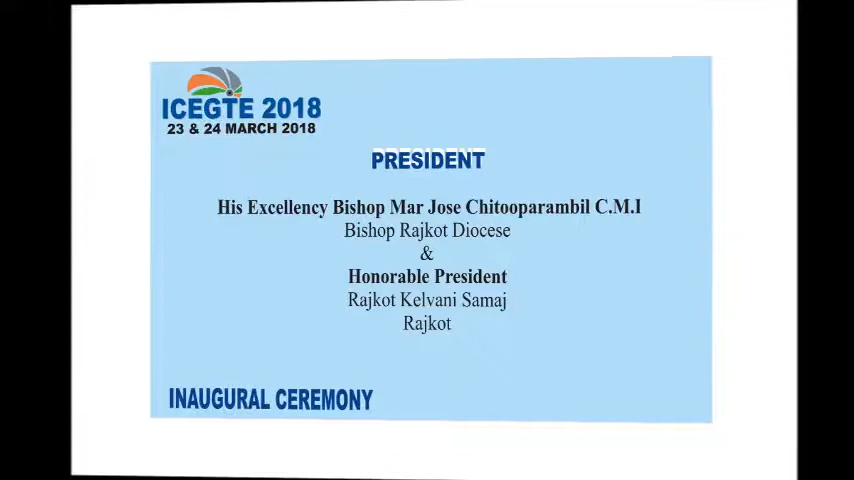 ICEGTE 2018
23 & 24 MARCH 2018
PRESIDENT
His Excellency Bishop Mar Jose Chitooparambil C.M.I
Bishop Rajkot Diocese
&
Honorable President
Rajkot Kelvani Samaj
Rajkot
INAUGURAL CEREMONY